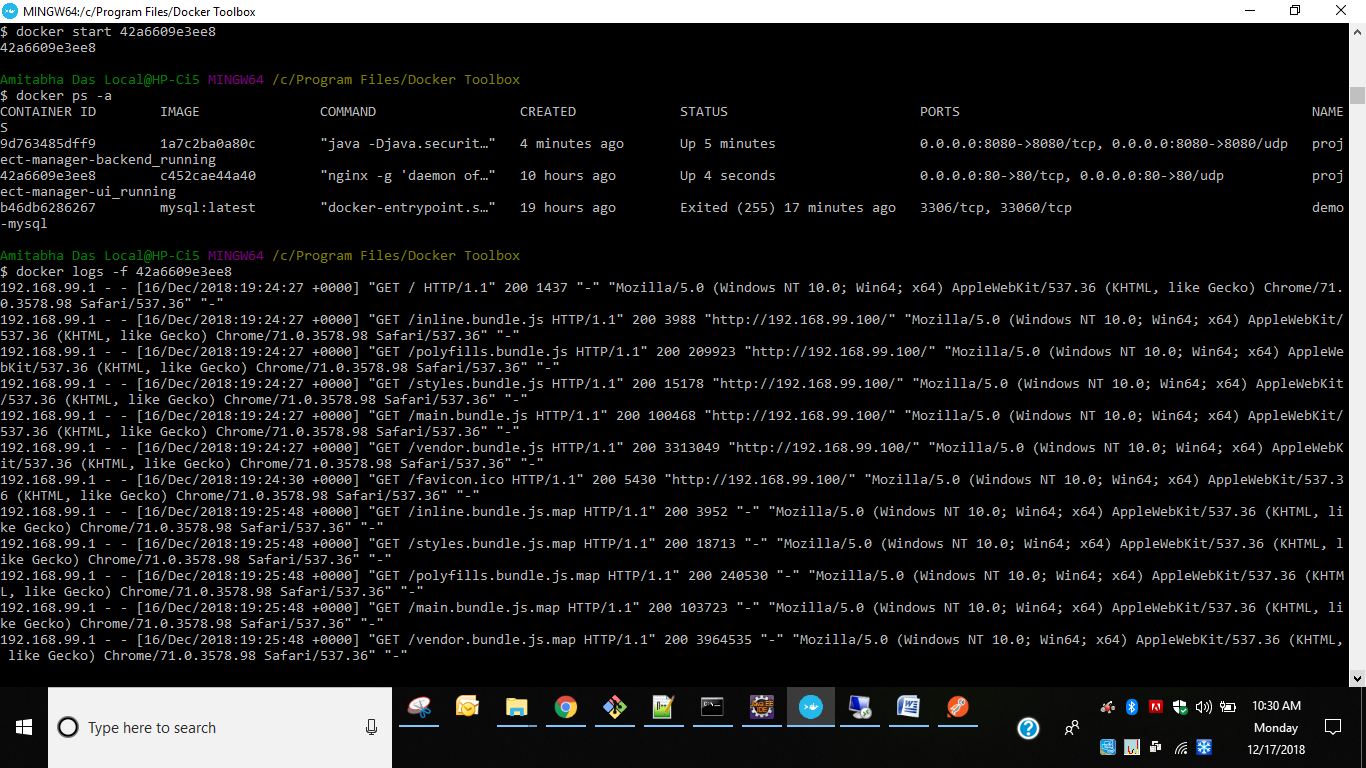 MINGW64:/c/Program Files/Docker Toolbox
$ docker start 42a6609e3ee8
42a6609e3ee8
Amitabha Das Local@HP-Ci5 MINGW64 /c/Program Files/Docker Toolbox
$ docker ps -a
CONTAINER ID IMAGE COMMAND CREATED STATUS PORTS NAME
S
9d763485dff9 1a7c2ba0a80c "java -Djava.securit…" 4 minutes ago Up 5 minutes 0.0.0.0:8080->8080/tcp, 0.0.0.0:8080->8080/udp proj
ect-manager-backend_running
42a6609e3ee8 c452cae44a40 "nginx -g 'daemon of…" 10 hours ago Up 4 seconds 0.0.0.0:80->80/tcp, 0.0.0.0:80->80/udp proj
ect-manager-ui_running
b46db6286267 mysql:latest "docker-entrypoint.s…" 19 hours ago Exited (255) 17 minutes ago 3306/tcp, 33060/tcp demo
-mysql
Amitabha Das Local@HP-Ci5 MINGW64 /c/Program Files/Docker Toolbox
$ docker logs -f 42a6609e3ee8
192.168.99.1 - - [16/Dec/2018:19:24:27 +0000] "GET / HTTP/1.1" 200 1437 "-" "Mozilla/5.0 (Windows NT 10.0; Win64; x64) AppleWebKit/537.36 (KHTML, like Gecko) Chrome/71.
0.3578.98 Safari/537.36" "-"
192.168.99.1 - - [16/Dec/2018:19:24:27 +0000] "GET /inline.bundle.js HTTP/1.1" 200 3988 "http://192.168.99.100/" "Mozilla/5.0 (Windows NT 10.0; Win64; x64) AppleWebKit/
537.36 (KHTML, like Gecko) Chrome/71.0.3578.98 Safari/537.36" "-"
192.168.99.1 - - [16/Dec/2018:19:24:27 +0000] "GET /polyfills.bundle.js HTTP/1.1" 200 209923 "http://192.168.99.100/" "Mozilla/5.0 (Windows NT 10.0; Win64; x64) AppleWe
bKit/537.36 (KHTML, like Gecko) Chrome/71.0.3578.98 Safari/537.36" "-"
192.168.99.1 - - [16/Dec/2018:19:24:27 +0000] "GET /styles.bundle.js HTTP/1.1" 200 15178 "http://192.168.99.100/" "Mozilla/5.0 (Windows NT 10.0; Win64; x64) AppleWebKit
/537.36 (KHTML, like Gecko) Chrome/71.0.3578.98 Safari/537.36" "-"
192.168.99.1 - - [16/Dec/2018:19:24:27 +0000] "GET /main.bundle.js HTTP/1.1" 200 100468 "http://192.168.99.100/" "Mozilla/5.0 (Windows NT 10.0; Win64; x64) AppleWebKit/
537.36 (KHTML, like Gecko) Chrome/71.0.3578.98 Safari/537.36" "-"
192.168.99.1 - - [16/Dec/2018:19:24:27 +0000] "GET /vendor.bundle.js HTTP/1.1" 200 3313049 "http://192.168.99.100/" "Mozilla/5.0 (Windows NT 10.0; Win64; x64) AppleWebK
it/537.36 (KHTML, like Gecko) Chrome/71.0.3578.98 Safari/537.36" "-"
192.168.99.1 - - [16/Dec/2018:19:24:30 +0000] "GET /favicon.ico HTTP/1.1" 200 5430 "http://192.168.99.100/" "Mozilla/5.0 (Windows NT 10.0; Win64; x64) AppleWebKit/537.3
6 (KHTML, like Gecko) Chrome/71.0.3578.98 Safari/537.36" "-"
192.168.99.1 - - [16/Dec/2018:19:25:48 +0000] "GET /inline.bundle.js.map HTTP/1.1" 200 3952 "-" "Mozilla/5.0 (Windows NT 10.0; Win64; x64) AppleWebKit/537.36 (KHTML, li
ke Gecko) Chrome/71.0.3578.98 Safari/537.36" "-"
192.168.99.1 - - [16/Dec/2018:19:25:48 +0000] "GET /styles.bundle.js.map HTTP/1.1" 200 18713 "-" "Mozilla/5.0 (Windows NT 10.0; Win64; x64) AppleWebKit/537.36 (KHTML, l
ike Gecko) Chrome/71.0.3578.98 Safari/537.36" "-"
192.168.99.1 - - [16/Dec/2018:19:25:48 +0000] "GET /polyfills.bundle.js.map HTTP/1.1" 200 240530 "-" "Mozilla/5.0 (Windows NT 10.0; Win64; x64) AppleWebKit/537.36 (KHTM
L, like Gecko) Chrome/71.0.3578.98 Safari/537.36" "-"
192.168.99.1 - - [16/Dec/2018:19:25:48 +0000] "GET /main.bundle.js.map HTTP/1.1" 200 103723 "-" "Mozilla/5.0 (Windows NT 10.0; Win64; x64) AppleWebKit/537.36 (KHTML, li
ke Gecko) Chrome/71.0.3578.98 Safari/537.36" "-"
192.168.99.1 - - [16/Dec/2018:19:25:48 +0000] "GET /vendor.bundle.js.map HTTP/1.1" 200 3964535 "-" "Mozilla/5.0 (Windows NT 10.0; Win64; x64) AppleWebKit/537.36 (KHTML,
like Gecko) Chrome/71.0.3578.98 Safari/537.36" "-"
Type here to search
10:30 AM
Monday
12/17/2018